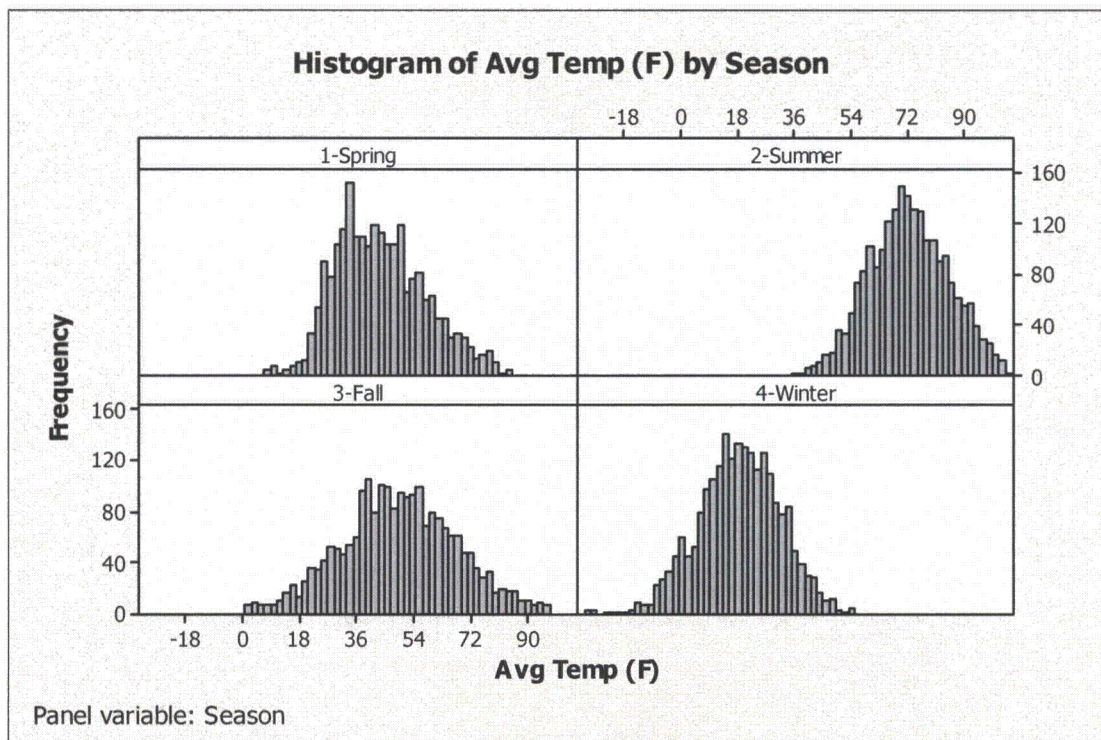 Histogram of Avg Temp (F) by Season
-18 0 18 36 54 72 90
1-Spring 2-Summer
160
120
80
40
0
3-Fall 4-Winter
160
120
80
40
0
Frequency
-18 0 18 36 54 72 90
Avg Temp (F)
Panel variable: Season